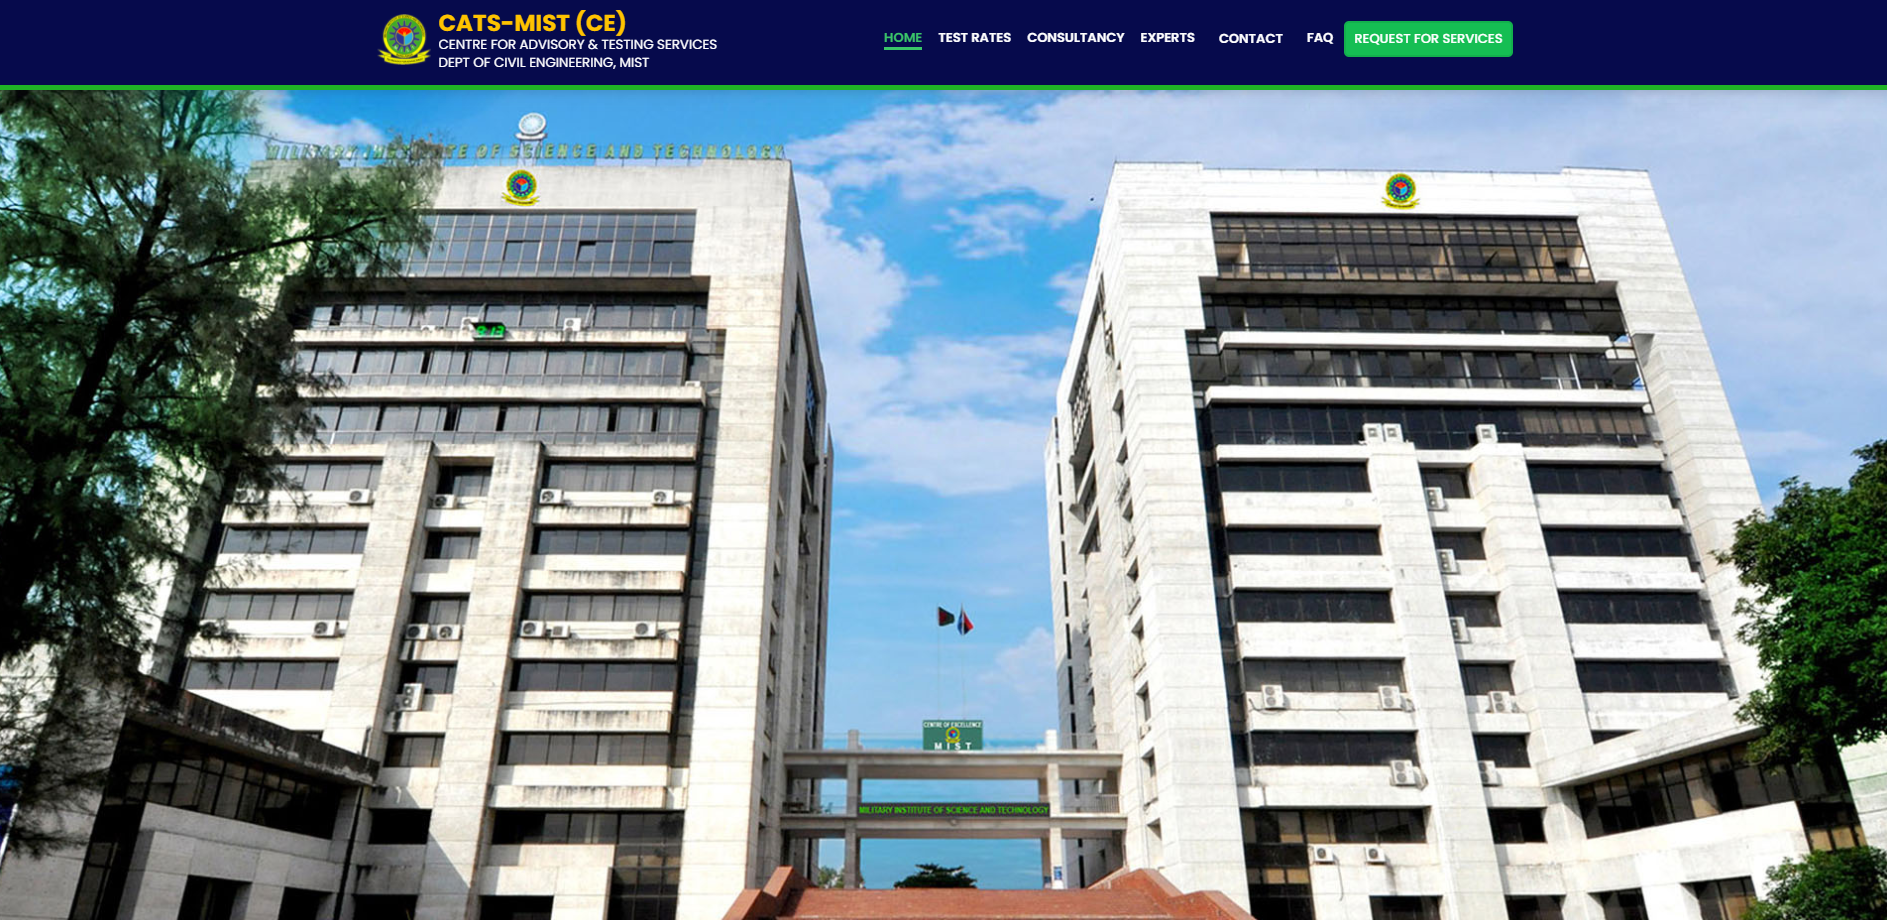 CATS-MIST (CE)
CENTRE FOR ADVISORY & TESTING SERVICES
DEPT OF CIVIL ENGINEERING, MIST
HOME TEST RATES CONSULTANCY EXPERTS CONTACT FAQ REQUEST FOR SERVICES
MILITARY INSTITUTE OF SCIENCE AND TECHNOLOGY
9:13
CENTRE OF EXCELLENCE
MIST
MILITARY INSTITUTE OF SCIENCE AND TECHNOLOGY